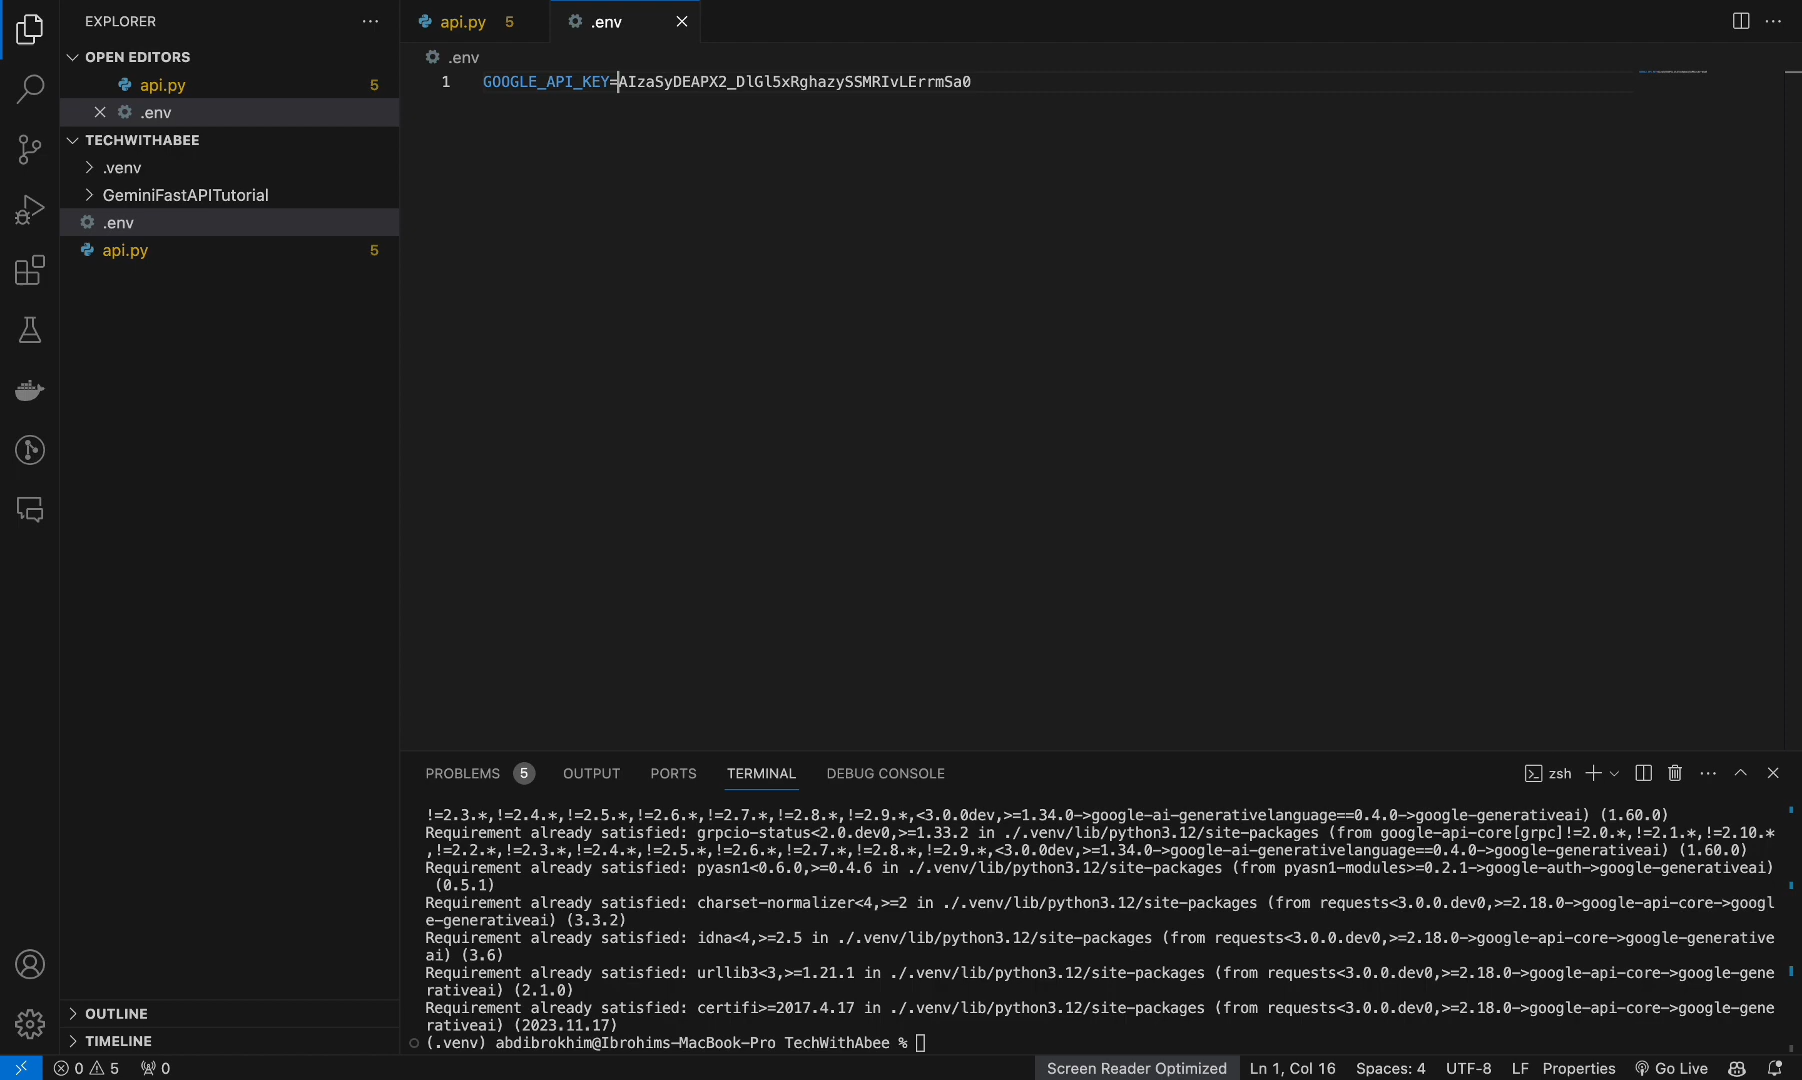 EXPLORER
OPEN EDITORS
api.py 5
.env
TECHWITHABEE
.venv
GeminiFastAPITutorial
.env
api.py 5
OUTLINE
TIMELINE
api.py 5 .env
.env
1 GOOGLE_API_KEY=AIzaSyDEAPX2_DlGl5xRghazySSMRIvLErrmSa0
PROBLEMS 5 OUTPUT PORTS TERMINAL DEBUG CONSOLE zsh
!=2.3.*,!=2.4.*,!=2.5.*,!=2.6.*,!=2.7.*,!=2.8.*,!=2.9.*,<3.0.0dev,>=1.34.0->google-ai-generativelanguage==0.4.0->google-generativeai) (1.60.0)
Requirement already satisfied: grpcio-status<2.0.dev0,>=1.33.2 in ./.venv/lib/python3.12/site-packages (from google-api-core[grpc]!=2.0.*,!=2.1.*,!=2.10.*
,!=2.2.*,!=2.3.*,!=2.4.*,!=2.5.*,!=2.6.*,!=2.7.*,!=2.8.*,!=2.9.*,<3.0.0dev,>=1.34.0->google-ai-generativelanguage==0.4.0->google-generativeai) (1.60.0)
Requirement already satisfied: pyasn1<0.6.0,>=0.4.6 in ./.venv/lib/python3.12/site-packages (from pyasn1-modules>=0.2.1->google-auth->google-generativeai)
(0.5.1)
Requirement already satisfied: charset-normalizer<4,>=2 in ./.venv/lib/python3.12/site-packages (from requests<3.0.0.dev0,>=2.18.0->google-api-core->googl
e-generativeai) (3.3.2)
Requirement already satisfied: idna<4,>=2.5 in ./.venv/lib/python3.12/site-packages (from requests<3.0.0.dev0,>=2.18.0->google-api-core->google-generative
ai) (3.6)
Requirement already satisfied: urllib3<3,>=1.21.1 in ./.venv/lib/python3.12/site-packages (from requests<3.0.0.dev0,>=2.18.0->google-api-core->google-gene
rativeai) (2.1.0)
Requirement already satisfied: certifi>=2017.4.17 in ./.venv/lib/python3.12/site-packages (from requests<3.0.0.dev0,>=2.18.0->google-api-core->google-gene
rativeai) (2023.11.17)
(.venv) abdibrokhim@Ibrohims-MacBook-Pro TechWithAbee %
0 5 0 Screen Reader Optimized Ln 1, Col 16 Spaces: 4 UTF-8 LF Properties Go Live